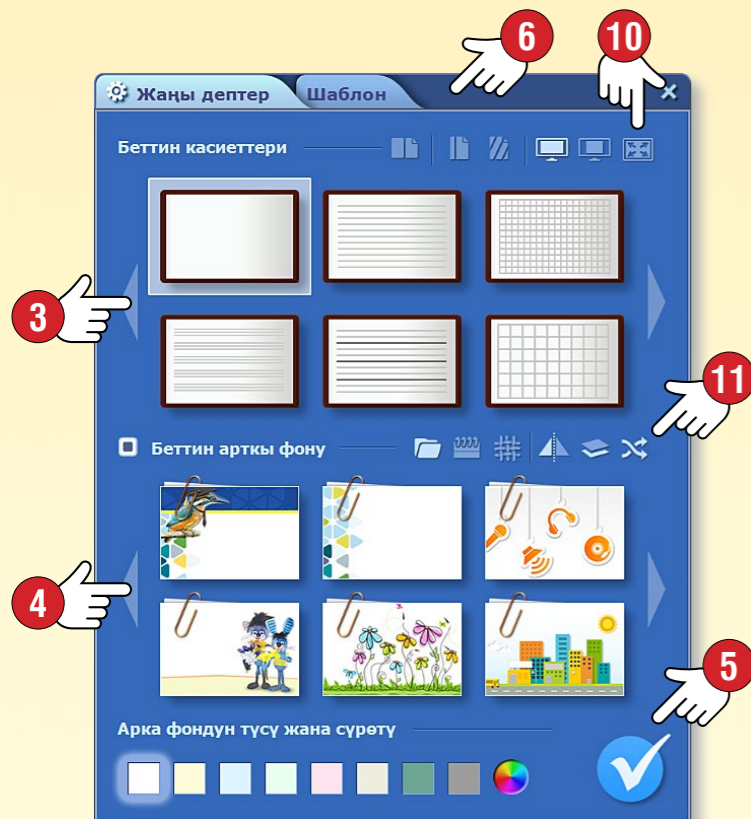 6 10
Жаңы дептер Шаблон
Беттин касиеттери
3
11
Беттин арткы фону
4
5
Арка фондун түсү жана сүрөтү